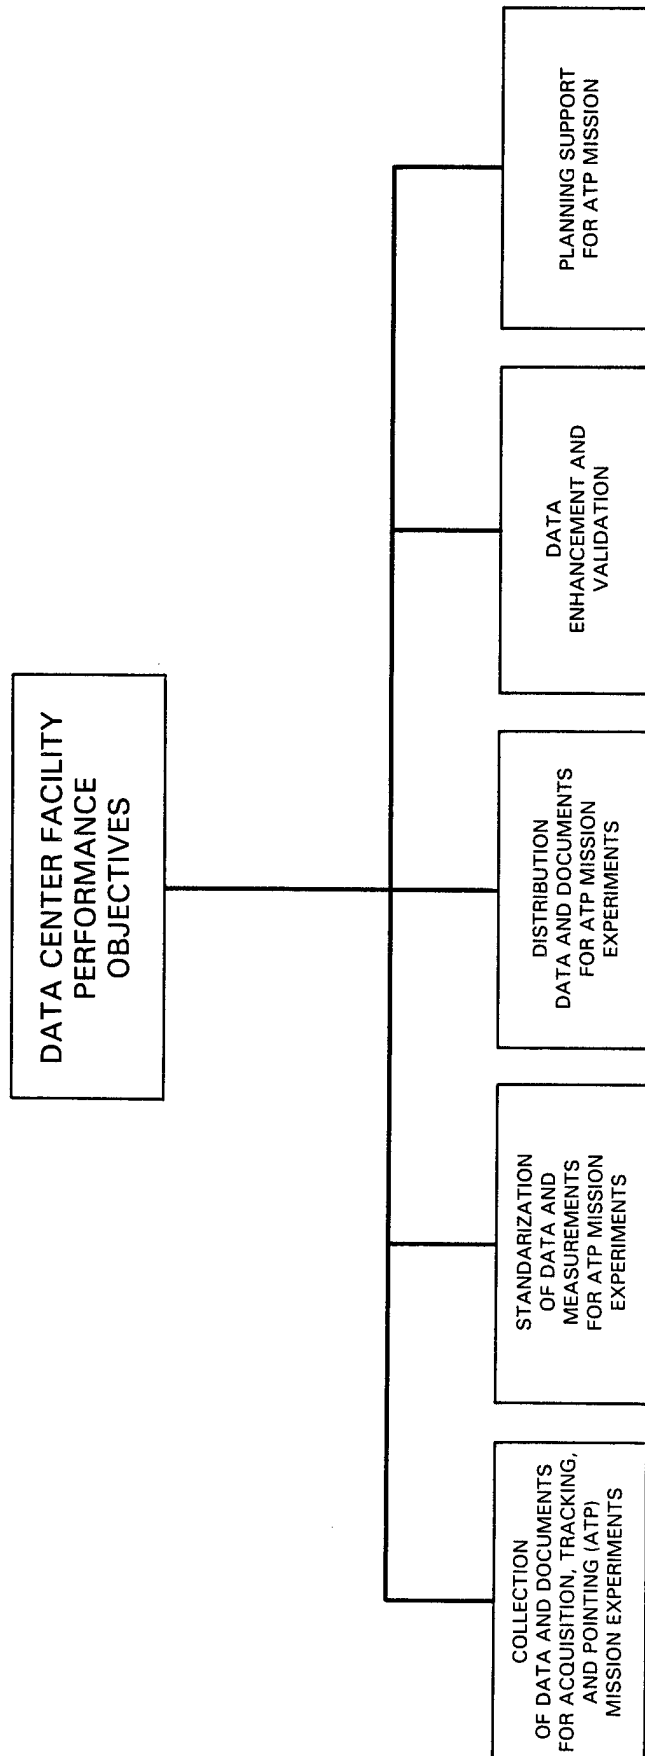 DATA CENTER FACILITY
PERFORMANCE
OBJECTIVES
COLLECTION
OF DATA AND DOCUMENTS
FOR ACQUISITION, TRACKING,
AND POINTING (ATP)
MISSION EXPERIMENTS
STANDARIZATION
OF DATA AND
MEASUREMENTS
FOR ATP MISSION
EXPERIMENTS
DISTRIBUTION
DATA AND DOCUMENTS
FOR ATP MISSION
EXPERIMENTS
DATA
ENHANCEMENT AND
VALIDATION
PLANNING SUPPORT
FOR ATP MISSION